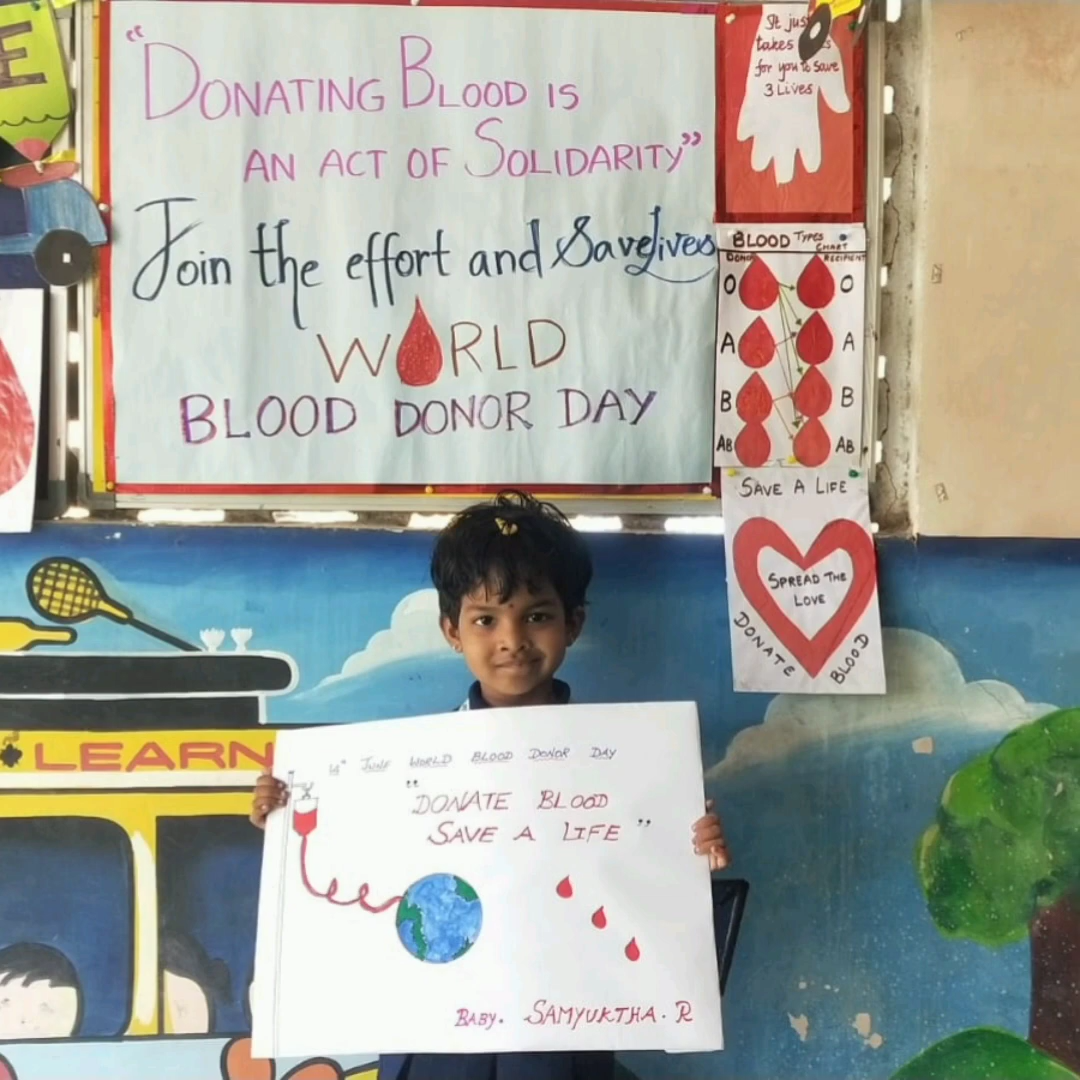 E
"DONATING BLOOD IS
AN ACT OF SOLIDARITY"
Join the effort and Savelives
WORLD
BLOOD DONOR DAY
It just
takes
for you to Save
3 Lives
BLOOD TYPES
CHART
DONOR RECIPIENT
O O
A A
B B
AB AB
SAVE A LIFE
SPREAD THE
LOVE
DONATE BLOOD
LEARN
14th JUNE WORLD BLOOD DONOR DAY
"DONATE BLOOD
SAVE A LIFE"
BABY. SAMYUKTHA. R